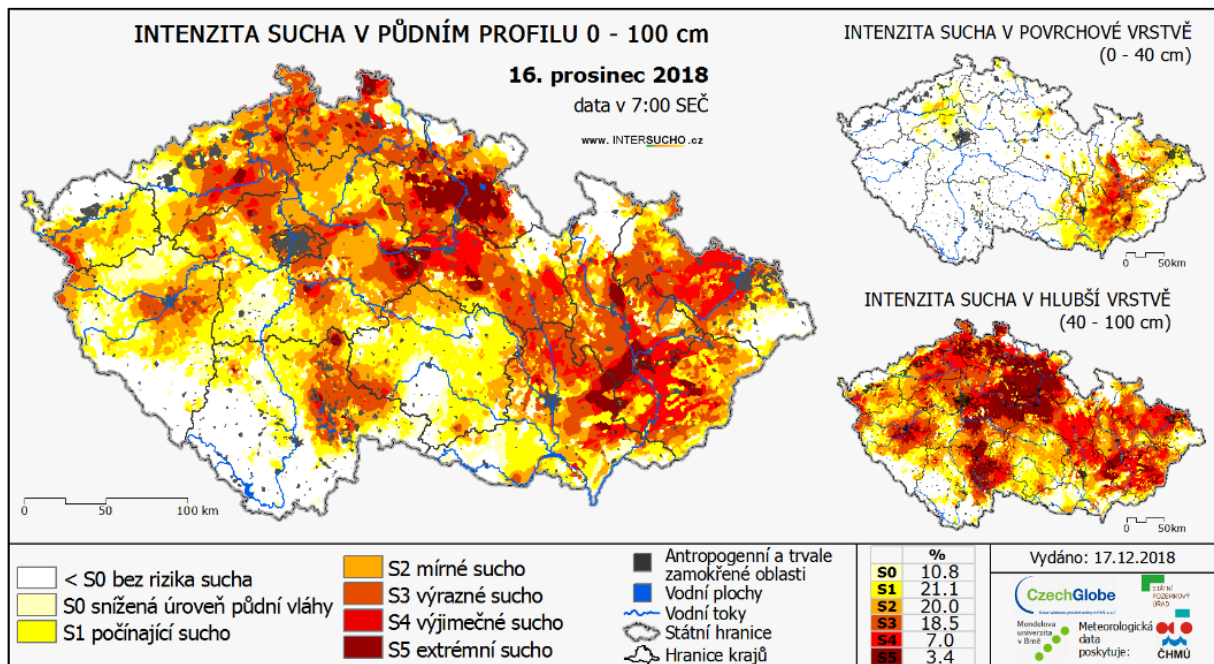 INTENZITA SUCHA V PŮDNÍM PROFILU 0 - 100 cm
16. prosinec 2018
data v 7:00 SEČ
www. INTERSUCHO .cz
0 50 100 km
INTENZITA SUCHA V POVRCHOVÉ VRSTVĚ
(0 - 40 cm)
0 50km
INTENZITA SUCHA V HLUBŠÍ VRSTVĚ
(40 - 100 cm)
0 50km
< S0 bez rizika sucha
S0 snížená úroveň půdní vláhy
S1 počínající sucho
S2 mírné sucho
S3 výrazné sucho
S4 výjimečné sucho
S5 extrémní sucho
Antropogenní a trvale
zamokřené oblasti
Vodní plochy
Vodní toky
Státní hranice
Hranice krajů
%
S0 10.8
S1 21.1
S2 20.0
S3 18.5
S4 7.0
S5 3.4
Vydáno: 17.12.2018
CzechGlobe
STÁTNÍ
POZEMKOVÝ
ÚŘAD
Mendelova
univerzita
v Brně
Meteorologická
data
poskytuje:
ČHMÚ